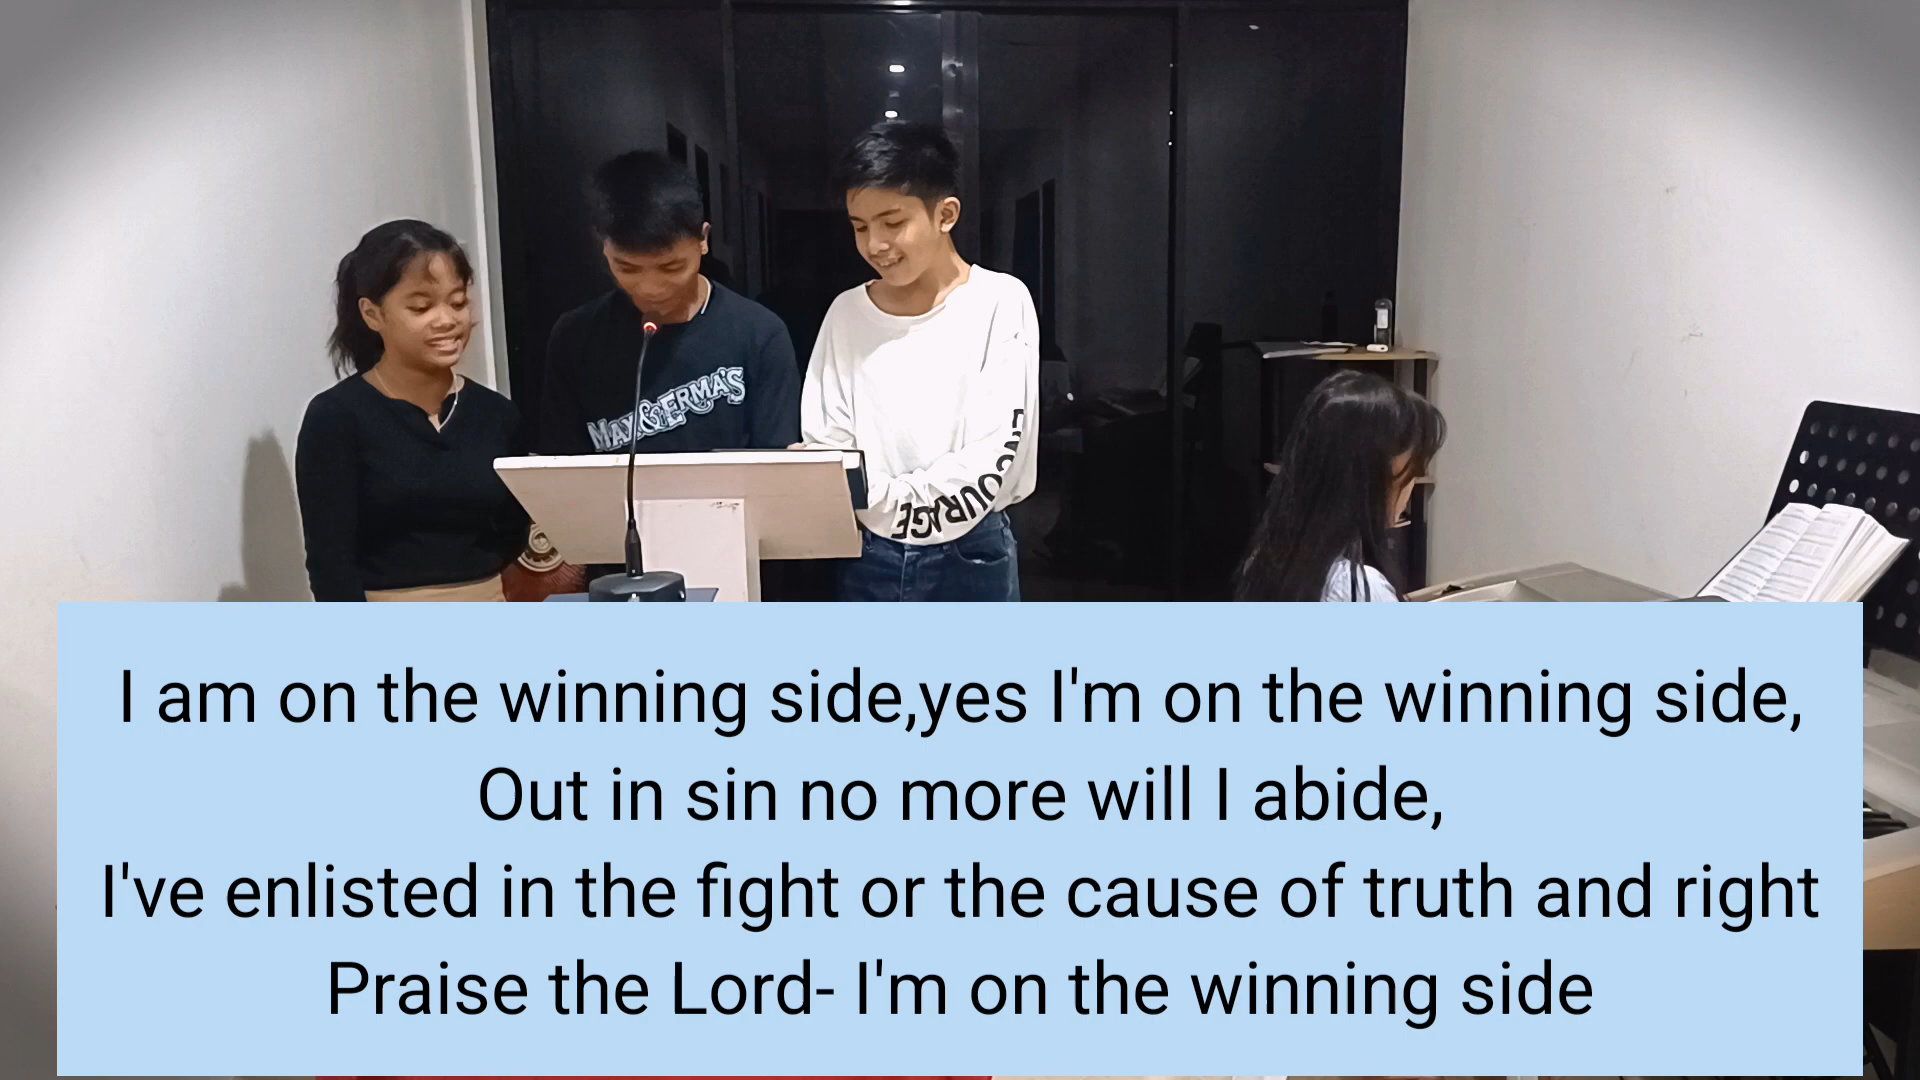 MAX&ERMA'S
ENCOURAGE
I am on the winning side,yes I'm on the winning side,
Out in sin no more will I abide,
I've enlisted in the fight or the cause of truth and right
Praise the Lord- I'm on the winning side